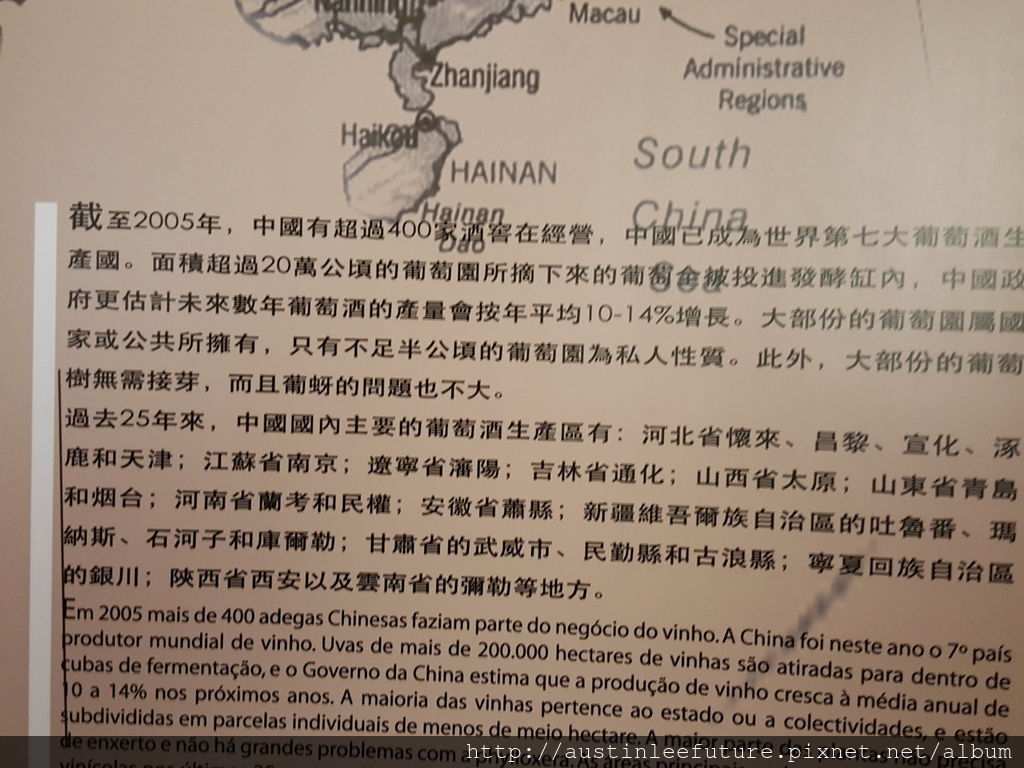 Nanning
Macau
Special
Administrative
Regions
Zhanjiang
Haikou
HAINAN
Hainan
Dao
South
China
Sea
截至2005年，中國有超過400家酒窖在經營，中國已成為世界第七大葡萄酒生
產國。面積超過20萬公頃的葡萄園所摘下來的葡萄會被投進發酵缸內，中國政
府更估計未來數年葡萄酒的產量會按年平均10-14%增長。大部份的葡萄園屬國
家或公共所擁有，只有不足半公頃的葡萄園為私人性質。此外，大部份的葡萄
樹無需接芽，而且葡蚜的問題也不大。
過去25年來，中國國內主要的葡萄酒生產區有：河北省懷來、昌黎、宣化、涿
鹿和天津；江蘇省南京；遼寧省瀋陽；吉林省通化；山西省太原；山東省青島
和烟台；河南省蘭考和民權；安徽省蕭縣；新疆維吾爾族自治區的吐魯番、瑪
納斯、石河子和庫爾勒；甘肅省的武威市、民勤縣和古浪縣；寧夏回族自治區
的銀川；陝西省西安以及雲南省的彌勒等地方。
Em 2005 mais de 400 adegas Chinesas faziam parte do negócio do vinho. A China foi neste ano o 7º país
produtor mundial de vinho. Uvas de mais de 200.000 hectares de vinhas são atiradas para dentro de
cubas de fermentação, e o Governo da China estima que a produção de vinho cresca à média anual de
10 a 14% nos próximos anos. A maioria das vinhas pertence ao estado ou a colectividades, e estão
subdivididas em parcelas individuais de menos de meio hectare. A maior parte das vinhas não precisa
de enxerto e não há grandes problemas com a phylloxera. As áreas principais
http://austinleefuture.pixnet.net/album